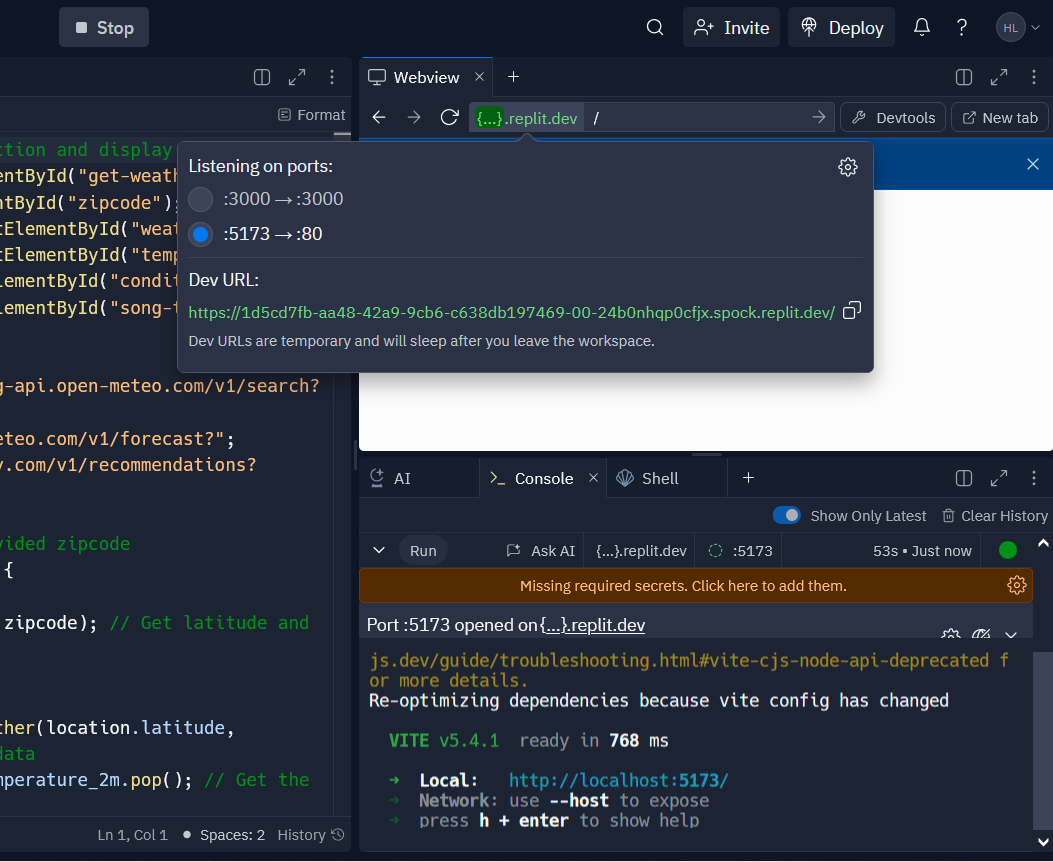 Stop
Invite
Deploy
HL
Format
ction and display
entById("get-weath
ntById("zipcode");
tElementById("weat
tElementById("temp
lementById("condit
lementById("song-t
g-api.open-meteo.com/v1/search?
eteo.com/v1/forecast?";
y.com/v1/recommendations?
vided zipcode
{
zipcode); // Get latitude and
ther(location.latitude,
data
mperature_2m.pop(); // Get the
Ln 1, Col 1 • Spaces: 2 History
Webview
{...}.replit.dev /
Devtools
New tab
Listening on ports:
:3000 → :3000
:5173 → :80
Dev URL:
https://1d5cd7fb-aa48-42a9-9cb6-c638db197469-00-24b0nhqp0cfjx.spock.replit.dev/
Dev URLs are temporary and will sleep after you leave the workspace.
AI
Console
Shell
Show Only Latest
Clear History
Run
Ask AI
{...}.replit.dev
:5173
53s • Just now
Missing required secrets. Click here to add them.
Port :5173 opened on {...}.replit.dev
js.dev/guide/troubleshooting.html#vite-cjs-node-api-deprecated f
or more details.
Re-optimizing dependencies because vite config has changed
VITE v5.4.1 ready in 768 ms
➜ Local: http://localhost:5173/
➜ Network: use --host to expose
➜ press h + enter to show help